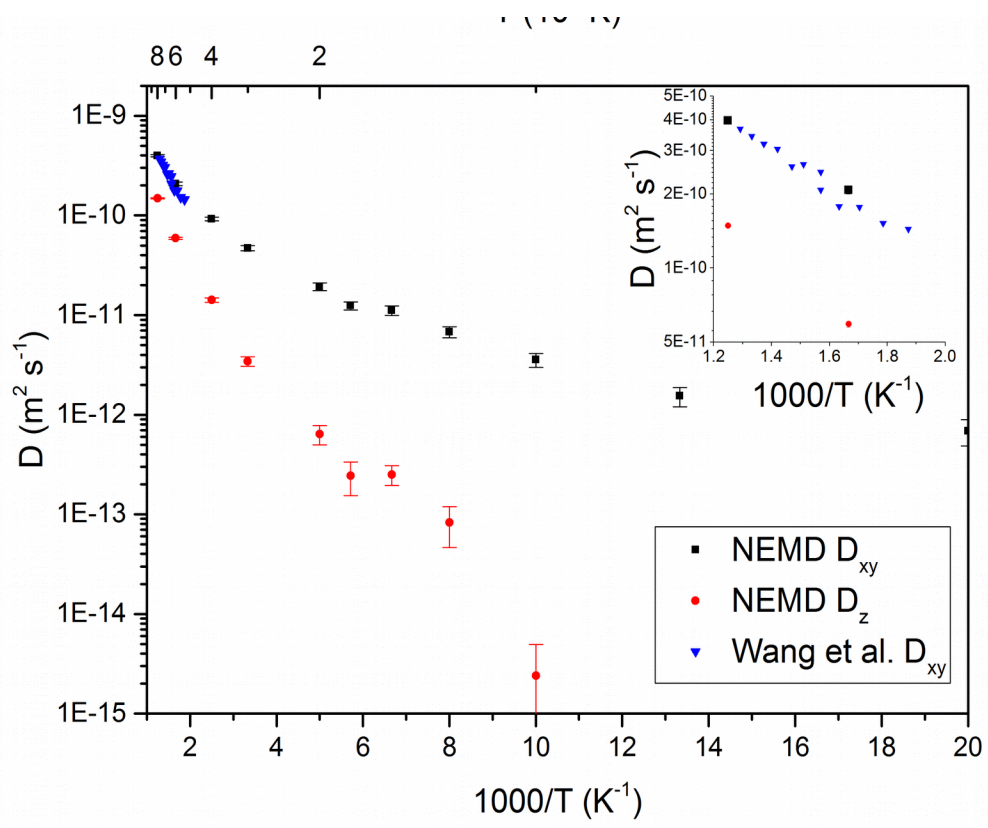 8 6 4 2
1E-9
1E-10
1E-11
1E-12
1E-13
1E-14
1E-15
D (m² s⁻¹)
2 4 6 8 10 12 14 16 18 20
1000/T (K⁻¹)
5E-10
4E-10
3E-10
2E-10
1E-10
5E-11
D (m² s⁻¹)
1.2 1.4 1.6 1.8 2.0
1000/T (K⁻¹)
NEMD Dxy
NEMD Dz
Wang et al. Dxy